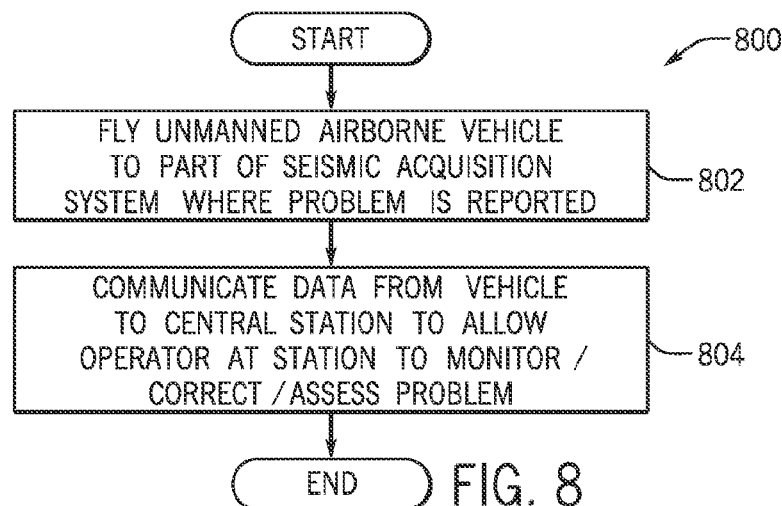 START
800
FLY UNMANNED AIRBORNE VEHICLE
TO PART OF SEISMIC ACQUISITION
SYSTEM WHERE PROBLEM IS REPORTED
802
COMMUNICATE DATA FROM VEHICLE
TO CENTRAL STATION TO ALLOW
OPERATOR AT STATION TO MONITOR /
CORRECT / ASSESS PROBLEM
804
END
FIG. 8